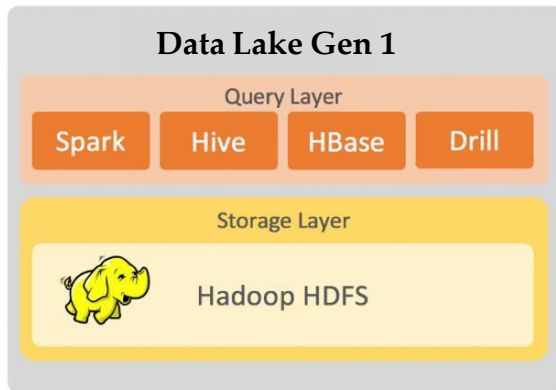 Data Lake Gen 1
Query Layer
Spark Hive HBase Drill
Storage Layer
Hadoop HDFS